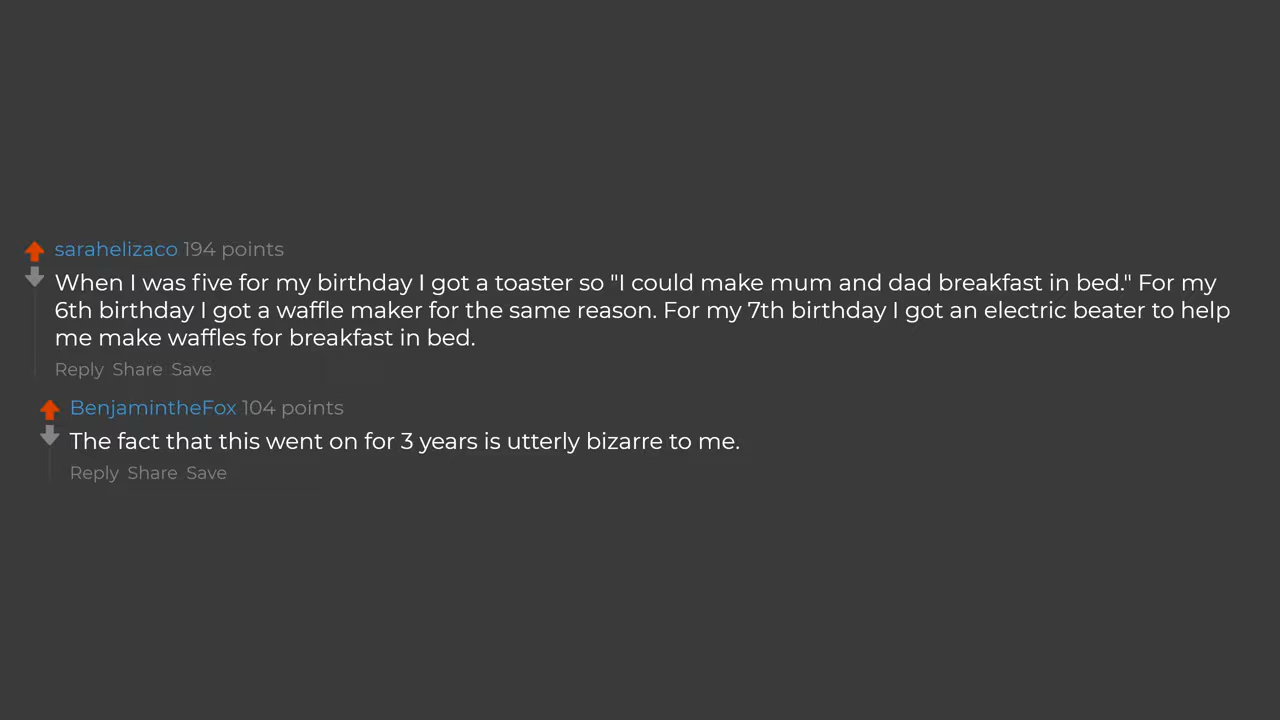 sarahelizaco 194 points
When I was five for my birthday I got a toaster so "I could make mum and dad breakfast in bed." For my
6th birthday I got a waffle maker for the same reason. For my 7th birthday I got an electric beater to help
me make waffles for breakfast in bed.
Reply Share Save
BenjamintheFox 104 points
The fact that this went on for 3 years is utterly bizarre to me.
Reply Share Save